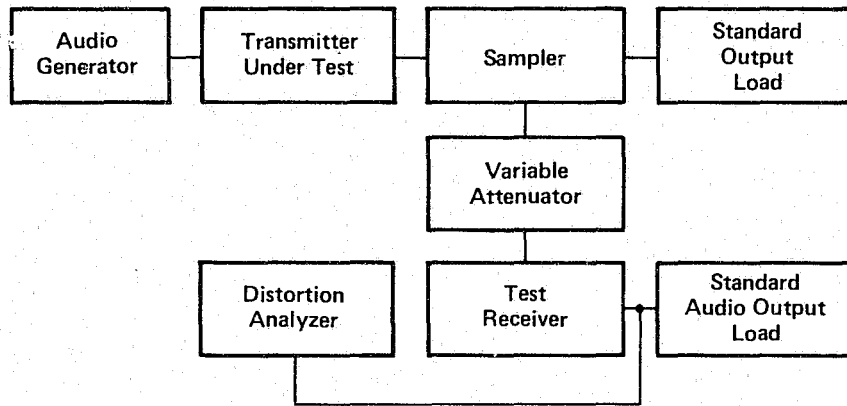 Audio
Generator
Transmitter
Under Test
Sampler
Standard
Output
Load
Variable
Attenuator
Distortion
Analyzer
Test
Receiver
Standard
Audio Output
Load